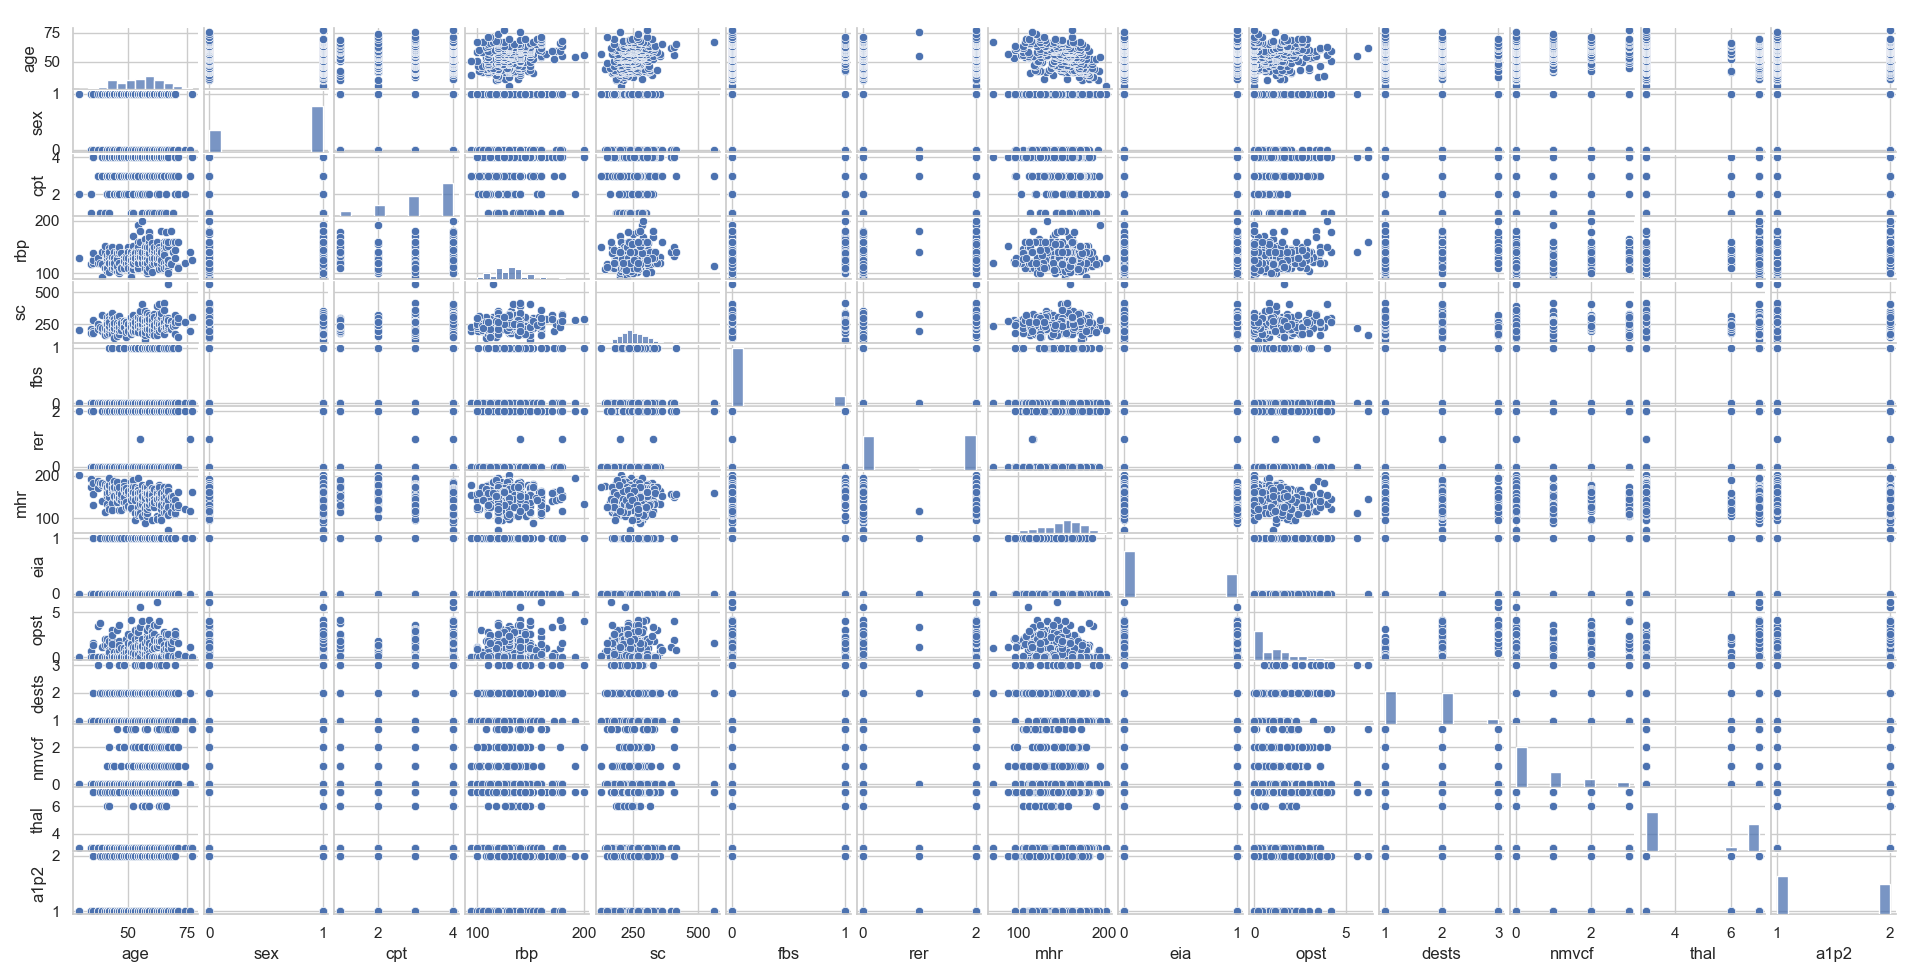 75
50
age
1
0
sex
4
2
cpt
200
100
rbp
500
250
sc
1
0
fbs
2
0
rer
200
100
mhr
1
0
eia
5
0
opst
3
2
1
dests
2
0
nmvcf
6
4
thal
2
1
a1p2
50 75 0 1 2 4 100 200 250 500 0 1 0 2 100 200 0 1 0 5 1 2 3 0 2 4 6 1 2
age sex cpt rbp sc fbs rer mhr eia opst dests nmvcf thal a1p2